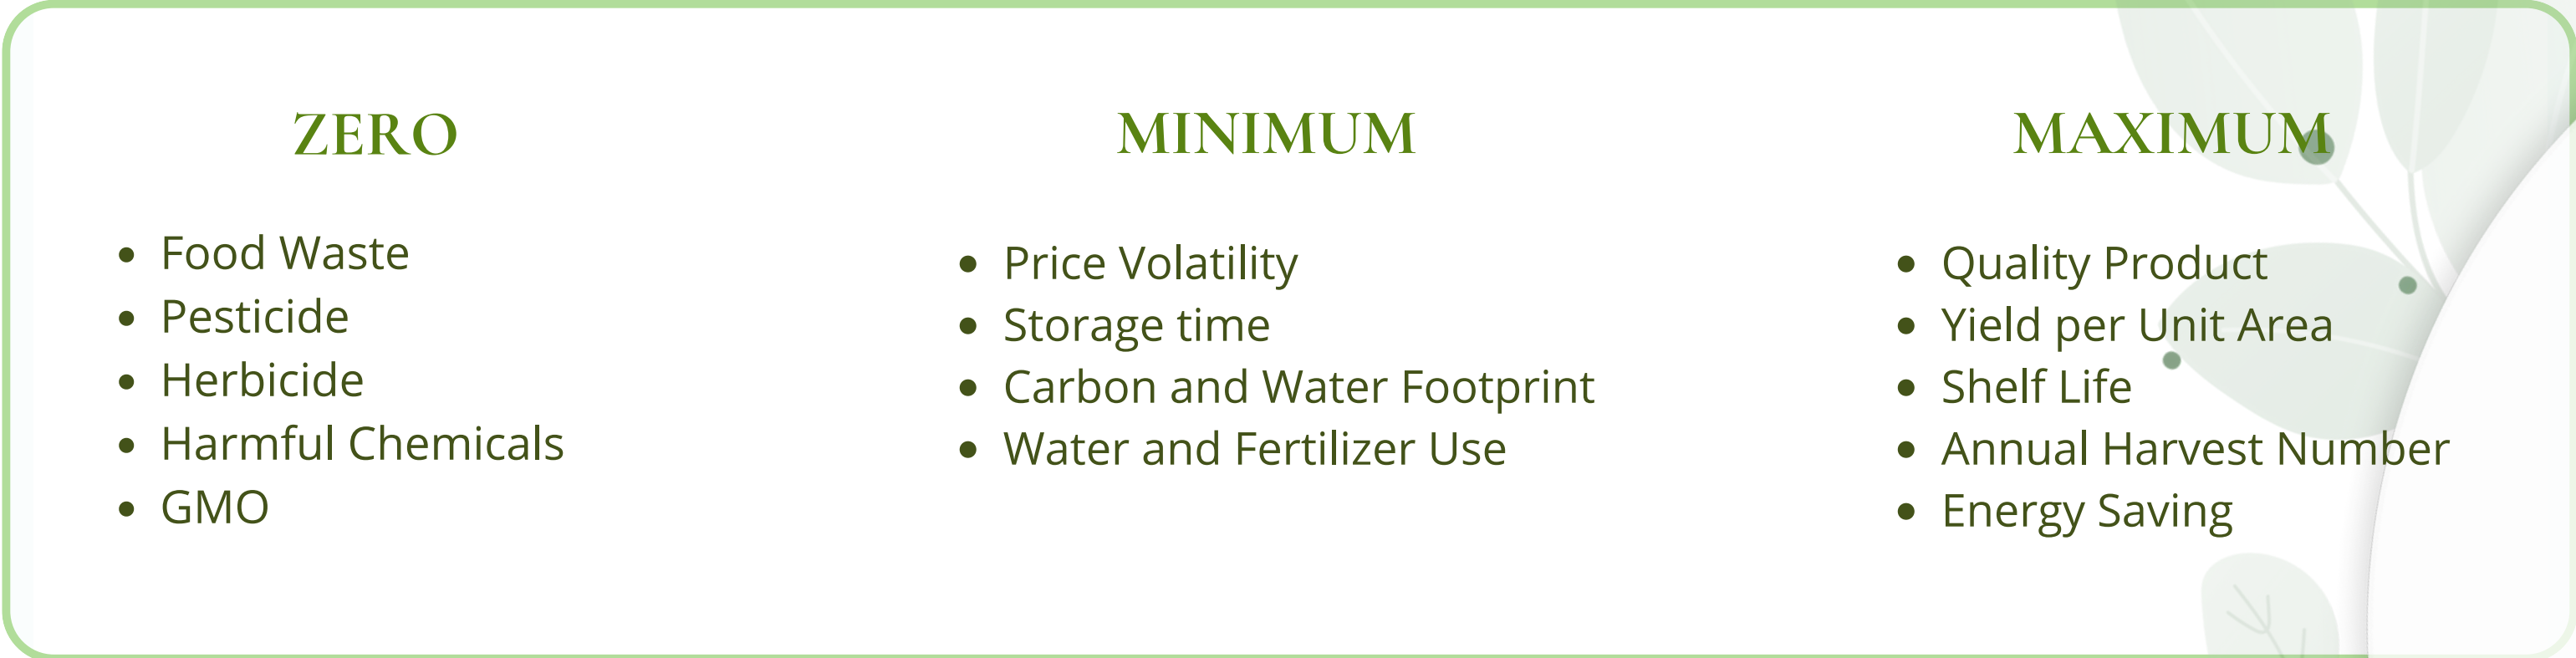 ZERO
• Food Waste
• Pesticide
• Herbicide
• Harmful Chemicals
• GMO
MINIMUM
• Price Volatility
• Storage time
• Carbon and Water Footprint
• Water and Fertilizer Use
MAXIMUM
• Quality Product
• Yield per Unit Area
• Shelf Life
• Annual Harvest Number
• Energy Saving